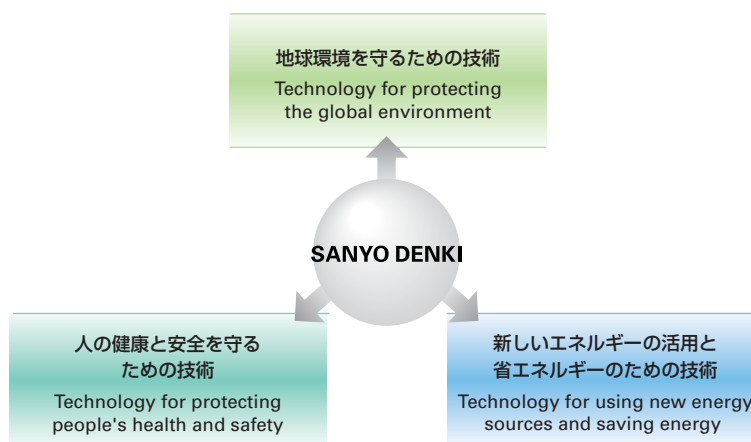 地球環境を守るための技術
Technology for protecting
the global environment
SANYO DENKI
人の健康と安全を守る
ための技術
Technology for protecting
people's health and safety
新しいエネルギーの活用と
省エネルギーのための技術
Technology for using new energy
sources and saving energy